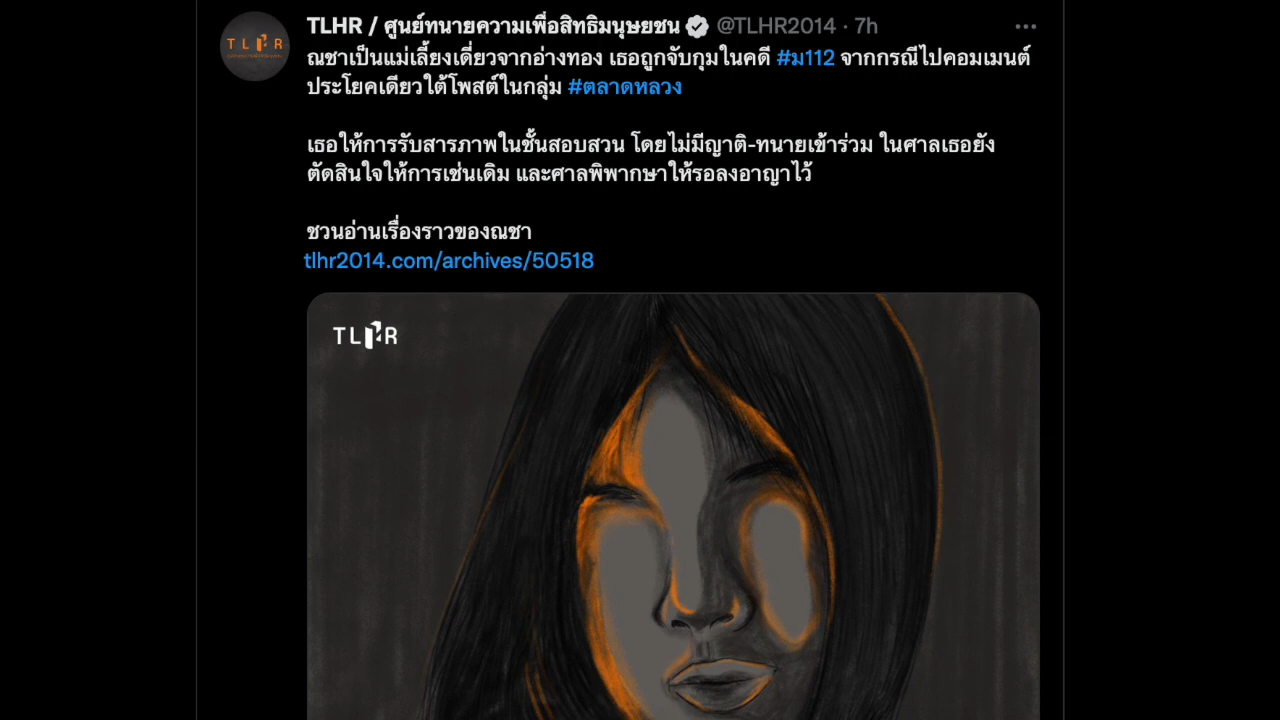 TLHR
TLHR / ศูนย์ทนายความเพื่อสิทธิมนุษยชน @TLHR2014 · 7h
ณชาเป็นแม่เลี้ยงเดี่ยวจากอ่างทอง เธอถูกจับกุมในคดี #ม112 จากกรณีไปคอมเมนต์
ประโยคเดียวใต้โพสต์ในกลุ่ม #ตลาดหลวง
เธอให้การรับสารภาพในชั้นสอบสวน โดยไม่มีญาติ-ทนายเข้าร่วม ในศาลเธอยัง
ตัดสินใจให้การเช่นเดิม และศาลพิพากษาให้รอลงอาญาไว้
ชวนอ่านเรื่องราวของณชา
tlhr2014.com/archives/50518
TLHR